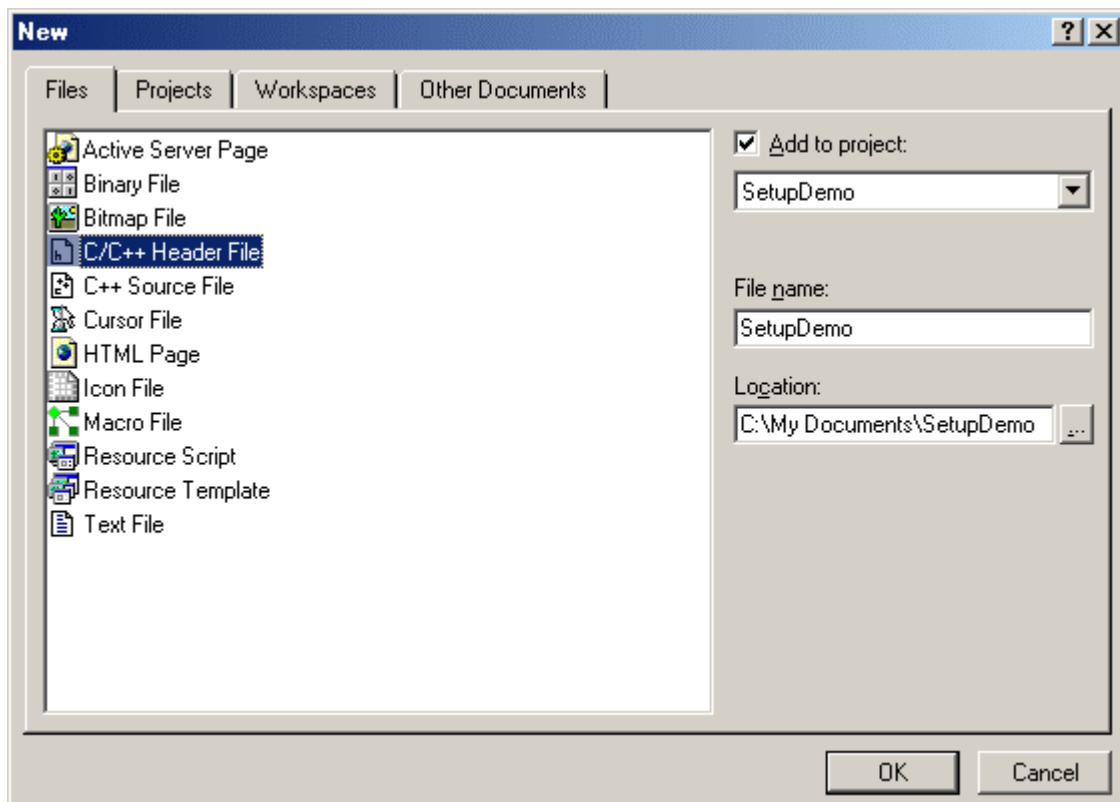 New
Files Projects Workspaces Other Documents
Active Server Page
Binary File
Bitmap File
C/C++ Header File
C++ Source File
Cursor File
HTML Page
Icon File
Macro File
Resource Script
Resource Template
Text File
Add to project:
SetupDemo
File name:
SetupDemo
Location:
C:\My Documents\SetupDemo ...
OK Cancel